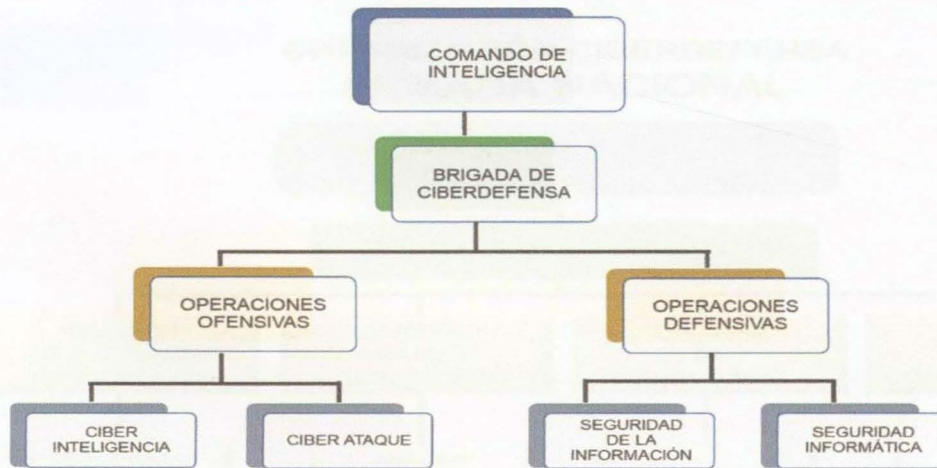 COMANDO DE
INTELIGENCIA
BRIGADA DE
CIBERDEFENSA
OPERACIONES
OFENSIVAS
OPERACIONES
DEFENSIVAS
CIBER
INTELIGENCIA
CIBER ATAQUE
SEGURIDAD
DE LA
INFORMACIÓN
SEGURIDAD
INFORMÁTICA